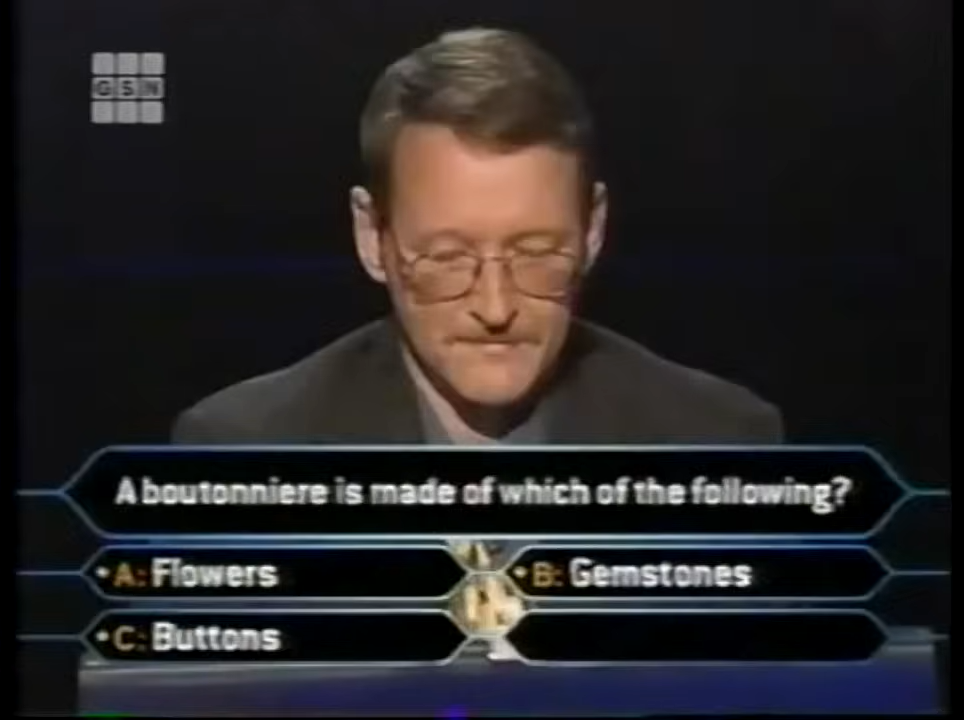 GSN
A boutonniere is made of which of the following?
• A: Flowers
• B: Gemstones
• C: Buttons